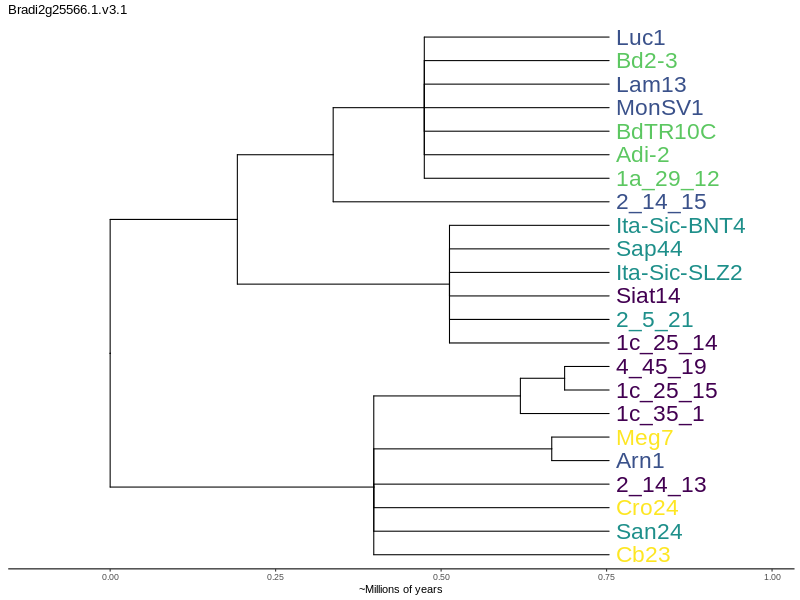 Bradi2g25566.1.v3.1
Luc1
Bd2-3
Lam13
MonSV1
BdTR10C
Adi-2
1a_29_12
2_14_15
Ita-Sic-BNT4
Sap44
Ita-Sic-SLZ2
Siat14
2_5_21
1c_25_14
4_45_19
1c_25_15
1c_35_1
Meg7
Arn1
2_14_13
Cro24
San24
Cb23
0.00 0.25 0.50 0.75 1.00
~Millions of years